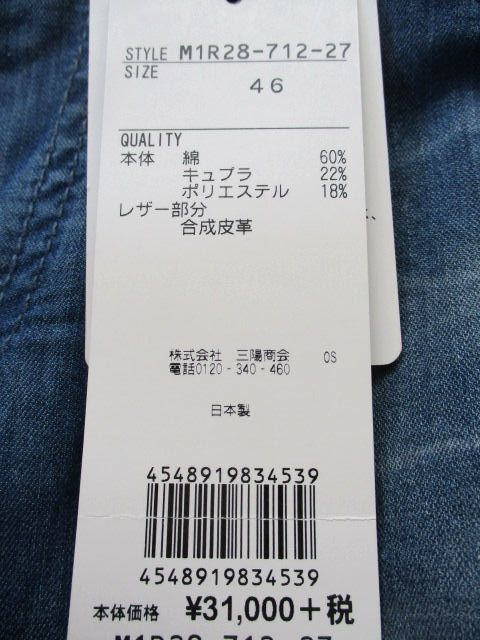 STYLE M1R28-712-27
SIZE
46
QUALITY
本体 綿 60%
キュプラ 22%
ポリエステル 18%
レザー部分
合成皮革
株式会社 三陽商会 OS
電話0120-340-460
日本製
4548919834539
4548919834539
本体価格 ¥31,000+税
M1R28-712-27